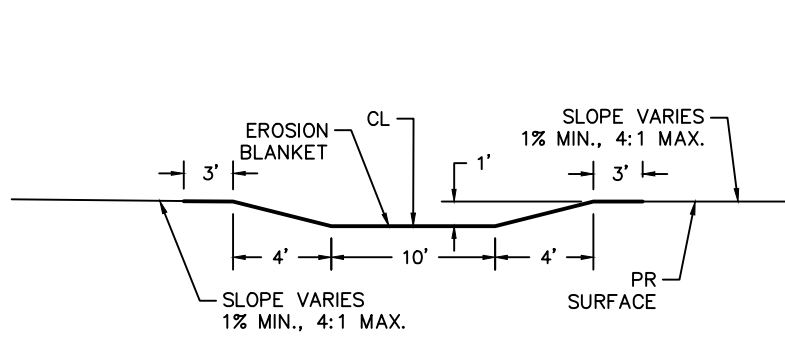 SLOPE VARIES
1% MIN., 4:1 MAX.
CL
EROSION
BLANKET
1'
3'
3'
4'
10'
4'
PR
SURFACE
SLOPE VARIES
1% MIN., 4:1 MAX.